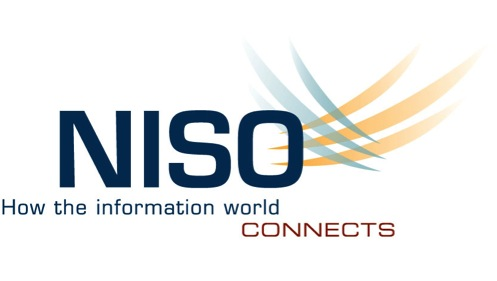 NISO
How the information world
CONNECTS